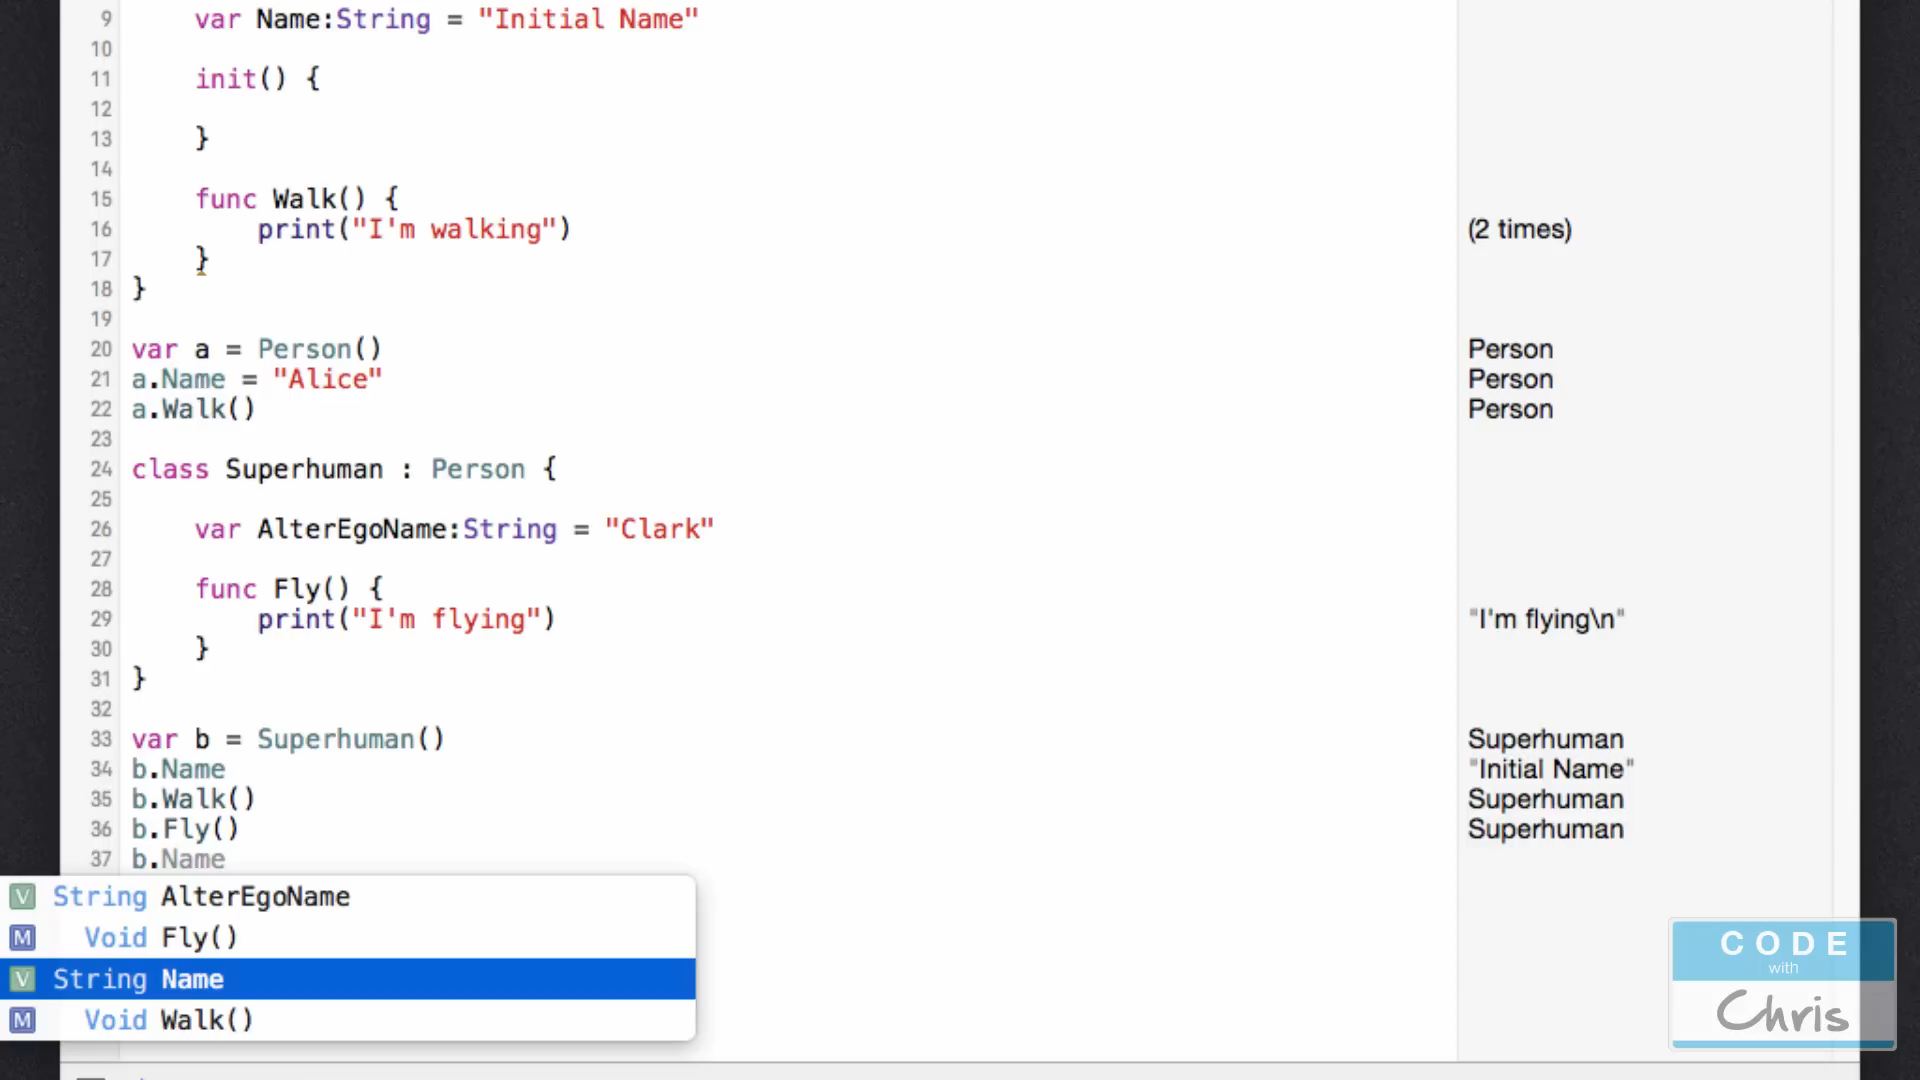 9 var Name:String = "Initial Name"
10
11 init() {
12
13 }
14
15 func Walk() {
16 print("I'm walking") (2 times)
17 }
18 }
19
20 var a = Person() Person
21 a.Name = "Alice" Person
22 a.Walk() Person
23
24 class Superhuman : Person {
25
26 var AlterEgoName:String = "Clark"
27
28 func Fly() {
29 print("I'm flying") "I'm flying\n"
30 }
31 }
32
33 var b = Superhuman() Superhuman
34 b.Name "Initial Name"
35 b.Walk() Superhuman
36 b.Fly() Superhuman
37 b.Name
V String AlterEgoName
M Void Fly()
V String Name
M Void Walk()
CODE
with
Chris